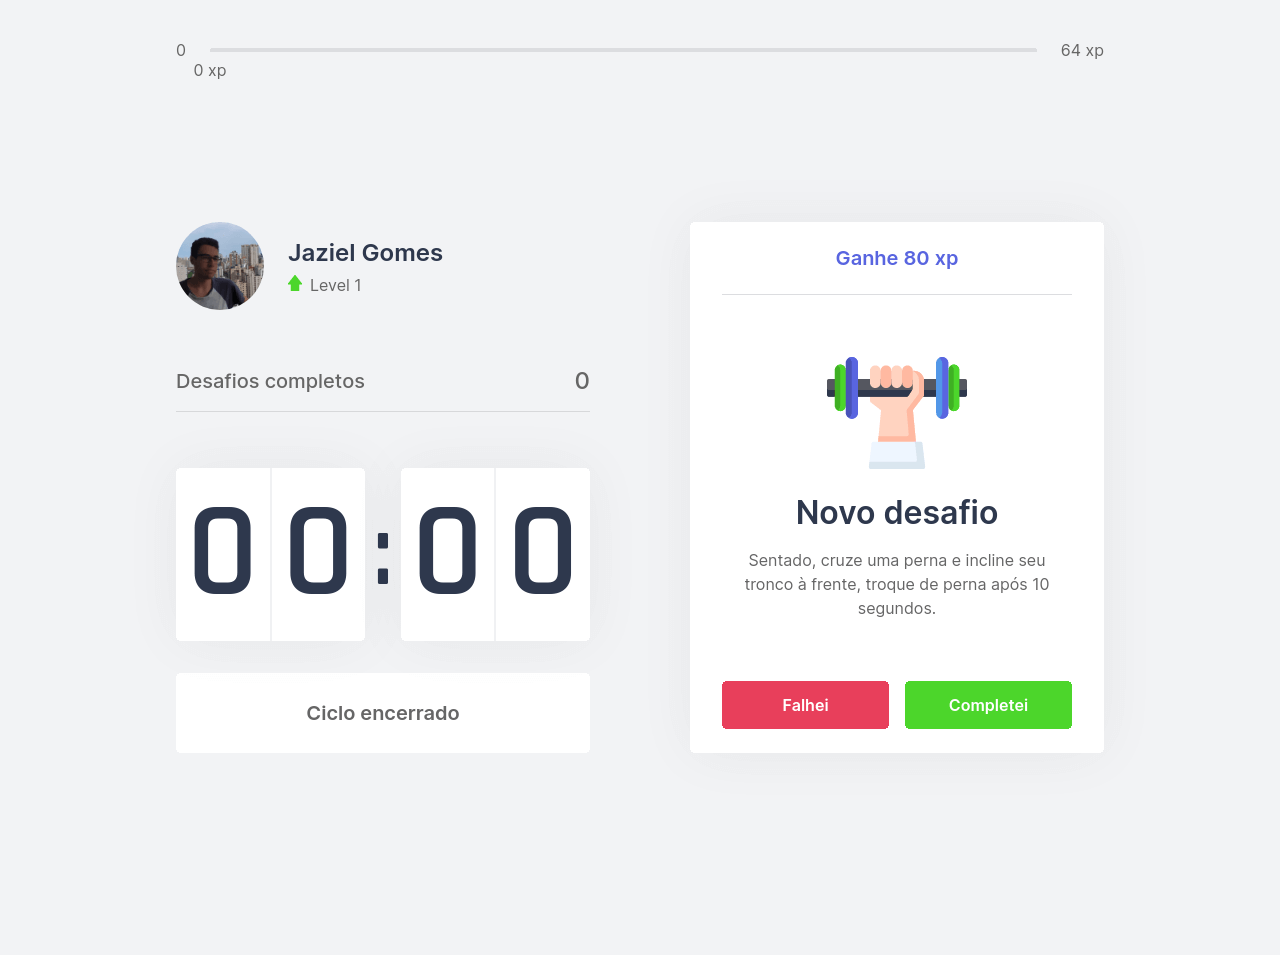 0
64 xp
0 xp
Jaziel Gomes
Level 1
Desafios completos
0
00:00
Ciclo encerrado
Ganhe 80 xp
Novo desafio
Sentado, cruze uma perna e incline seu
tronco à frente, troque de perna após 10
segundos.
Falhei
Completei